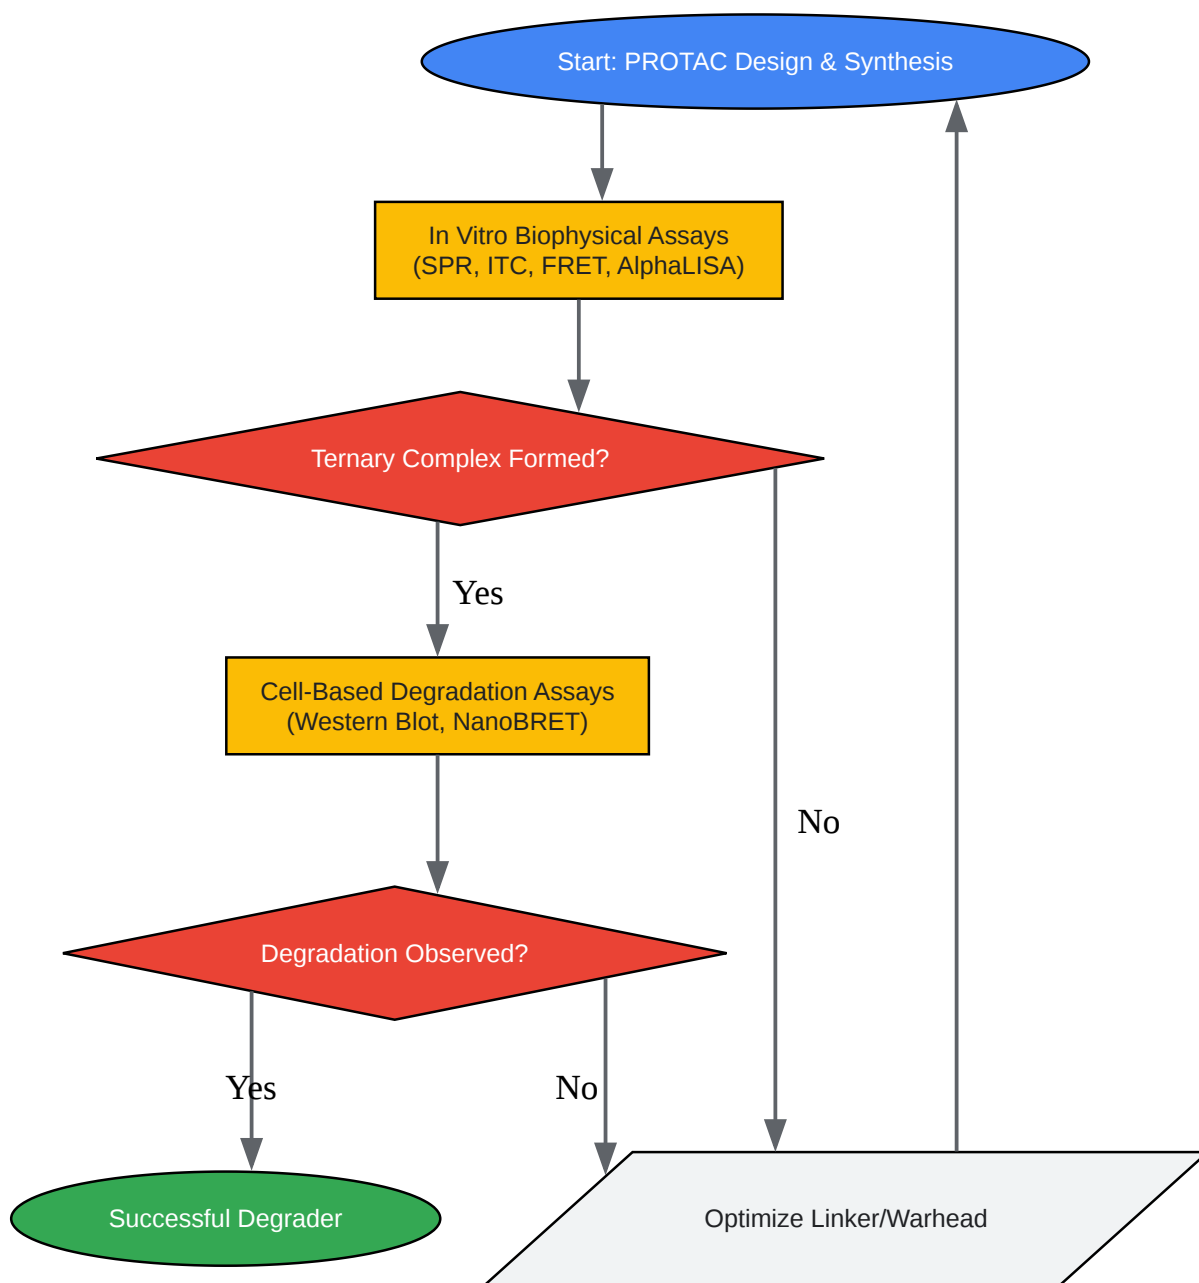 Start: PROTAC Design & Synthesis
In Vitro Biophysical Assays
(SPR, ITC, FRET, AlphaLISA)
Ternary Complex Formed?
Yes
Cell-Based Degradation Assays
(Western Blot, NanoBRET)
No
Degradation Observed?
Yes
No
Successful Degrader
Optimize Linker/Warhead